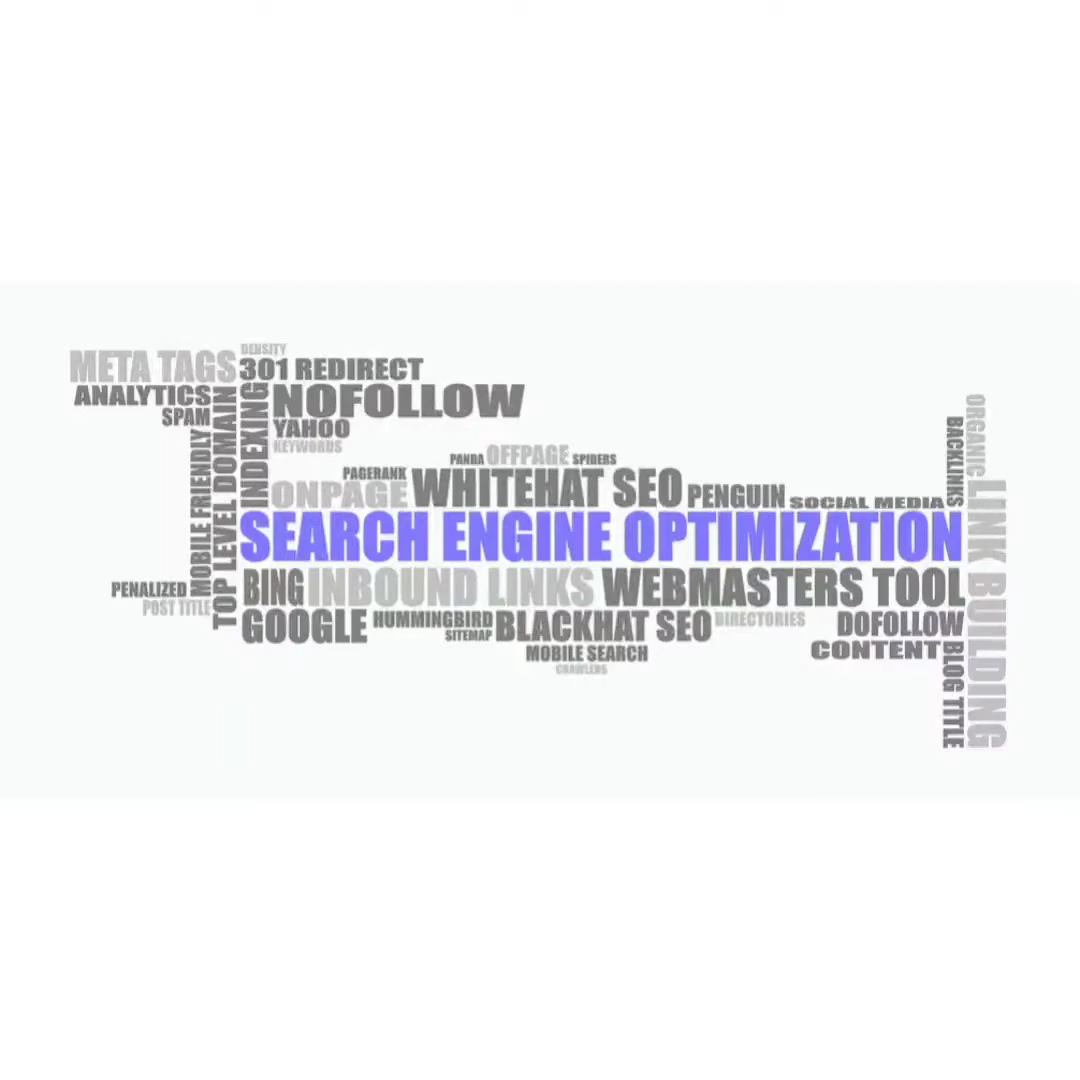 DENSITY
META TAGS
301 REDIRECT
ANALYTICS
NOFOLLOW
SPAM
YAHOO
KEYWORDS
INDEXING
TOP LEVEL DOMAIN
MOBILE FRIENDLY
PANDA
OFFPAGE
SPIDERS
PAGERANK
ONPAGE
WHITEHAT SEO
PENGUIN
SOCIAL MEDIA
BACKLINKS
ORGANIC
LINK BUILDING
SEARCH ENGINE OPTIMIZATION
PENALIZED
POST TITLE
BING
INBOUND LINKS
WEBMASTERS TOOL
GOOGLE
HUMMINGBIRD
SITEMAP
BLACKHAT SEO
DIRECTORIES
DOFOLLOW
MOBILE SEARCH
CONTENT
CRAWLERS
BLOG TITLE